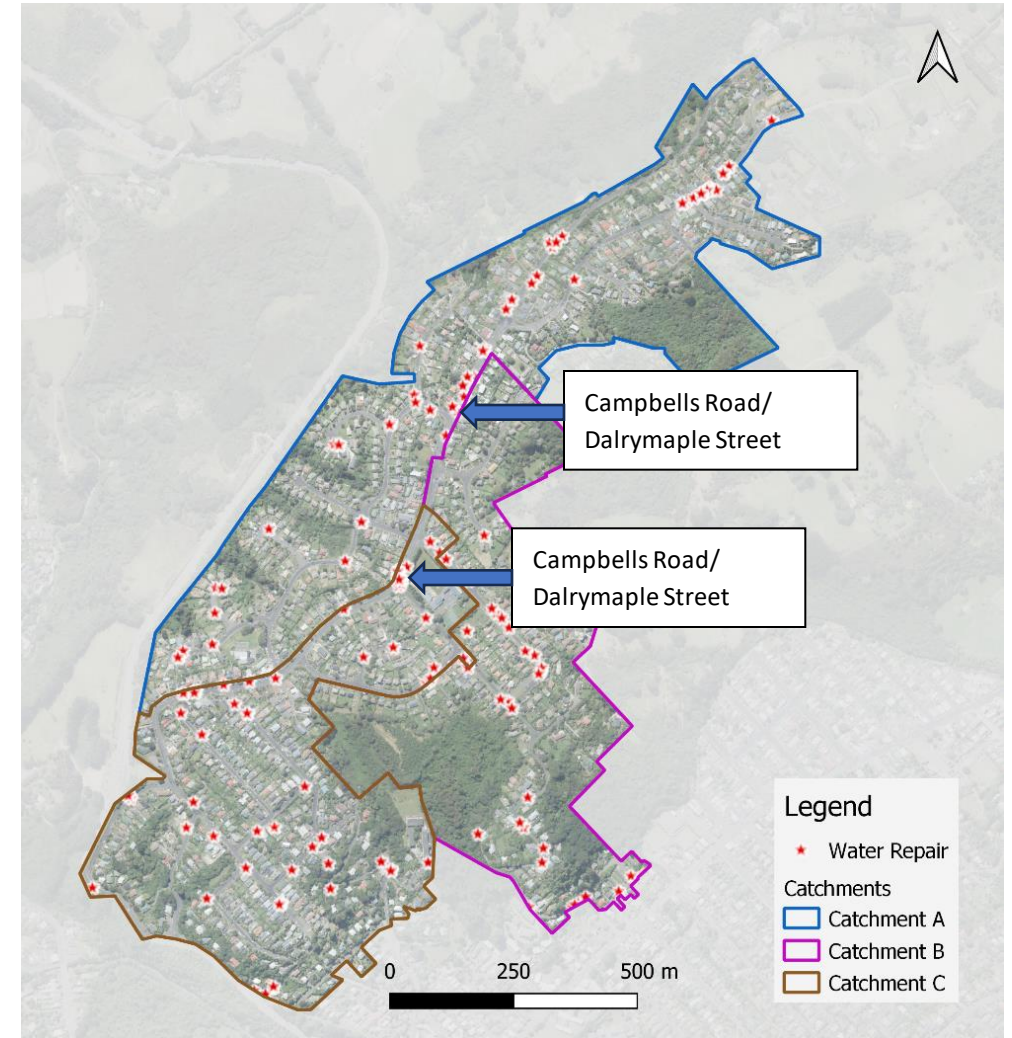 Campbells Road/
Dalrymaple Street
Campbells Road/
Dalrymaple Street
Legend
Water Repair
Catchments
Catchment A
Catchment B
Catchment C
0 250 500 m